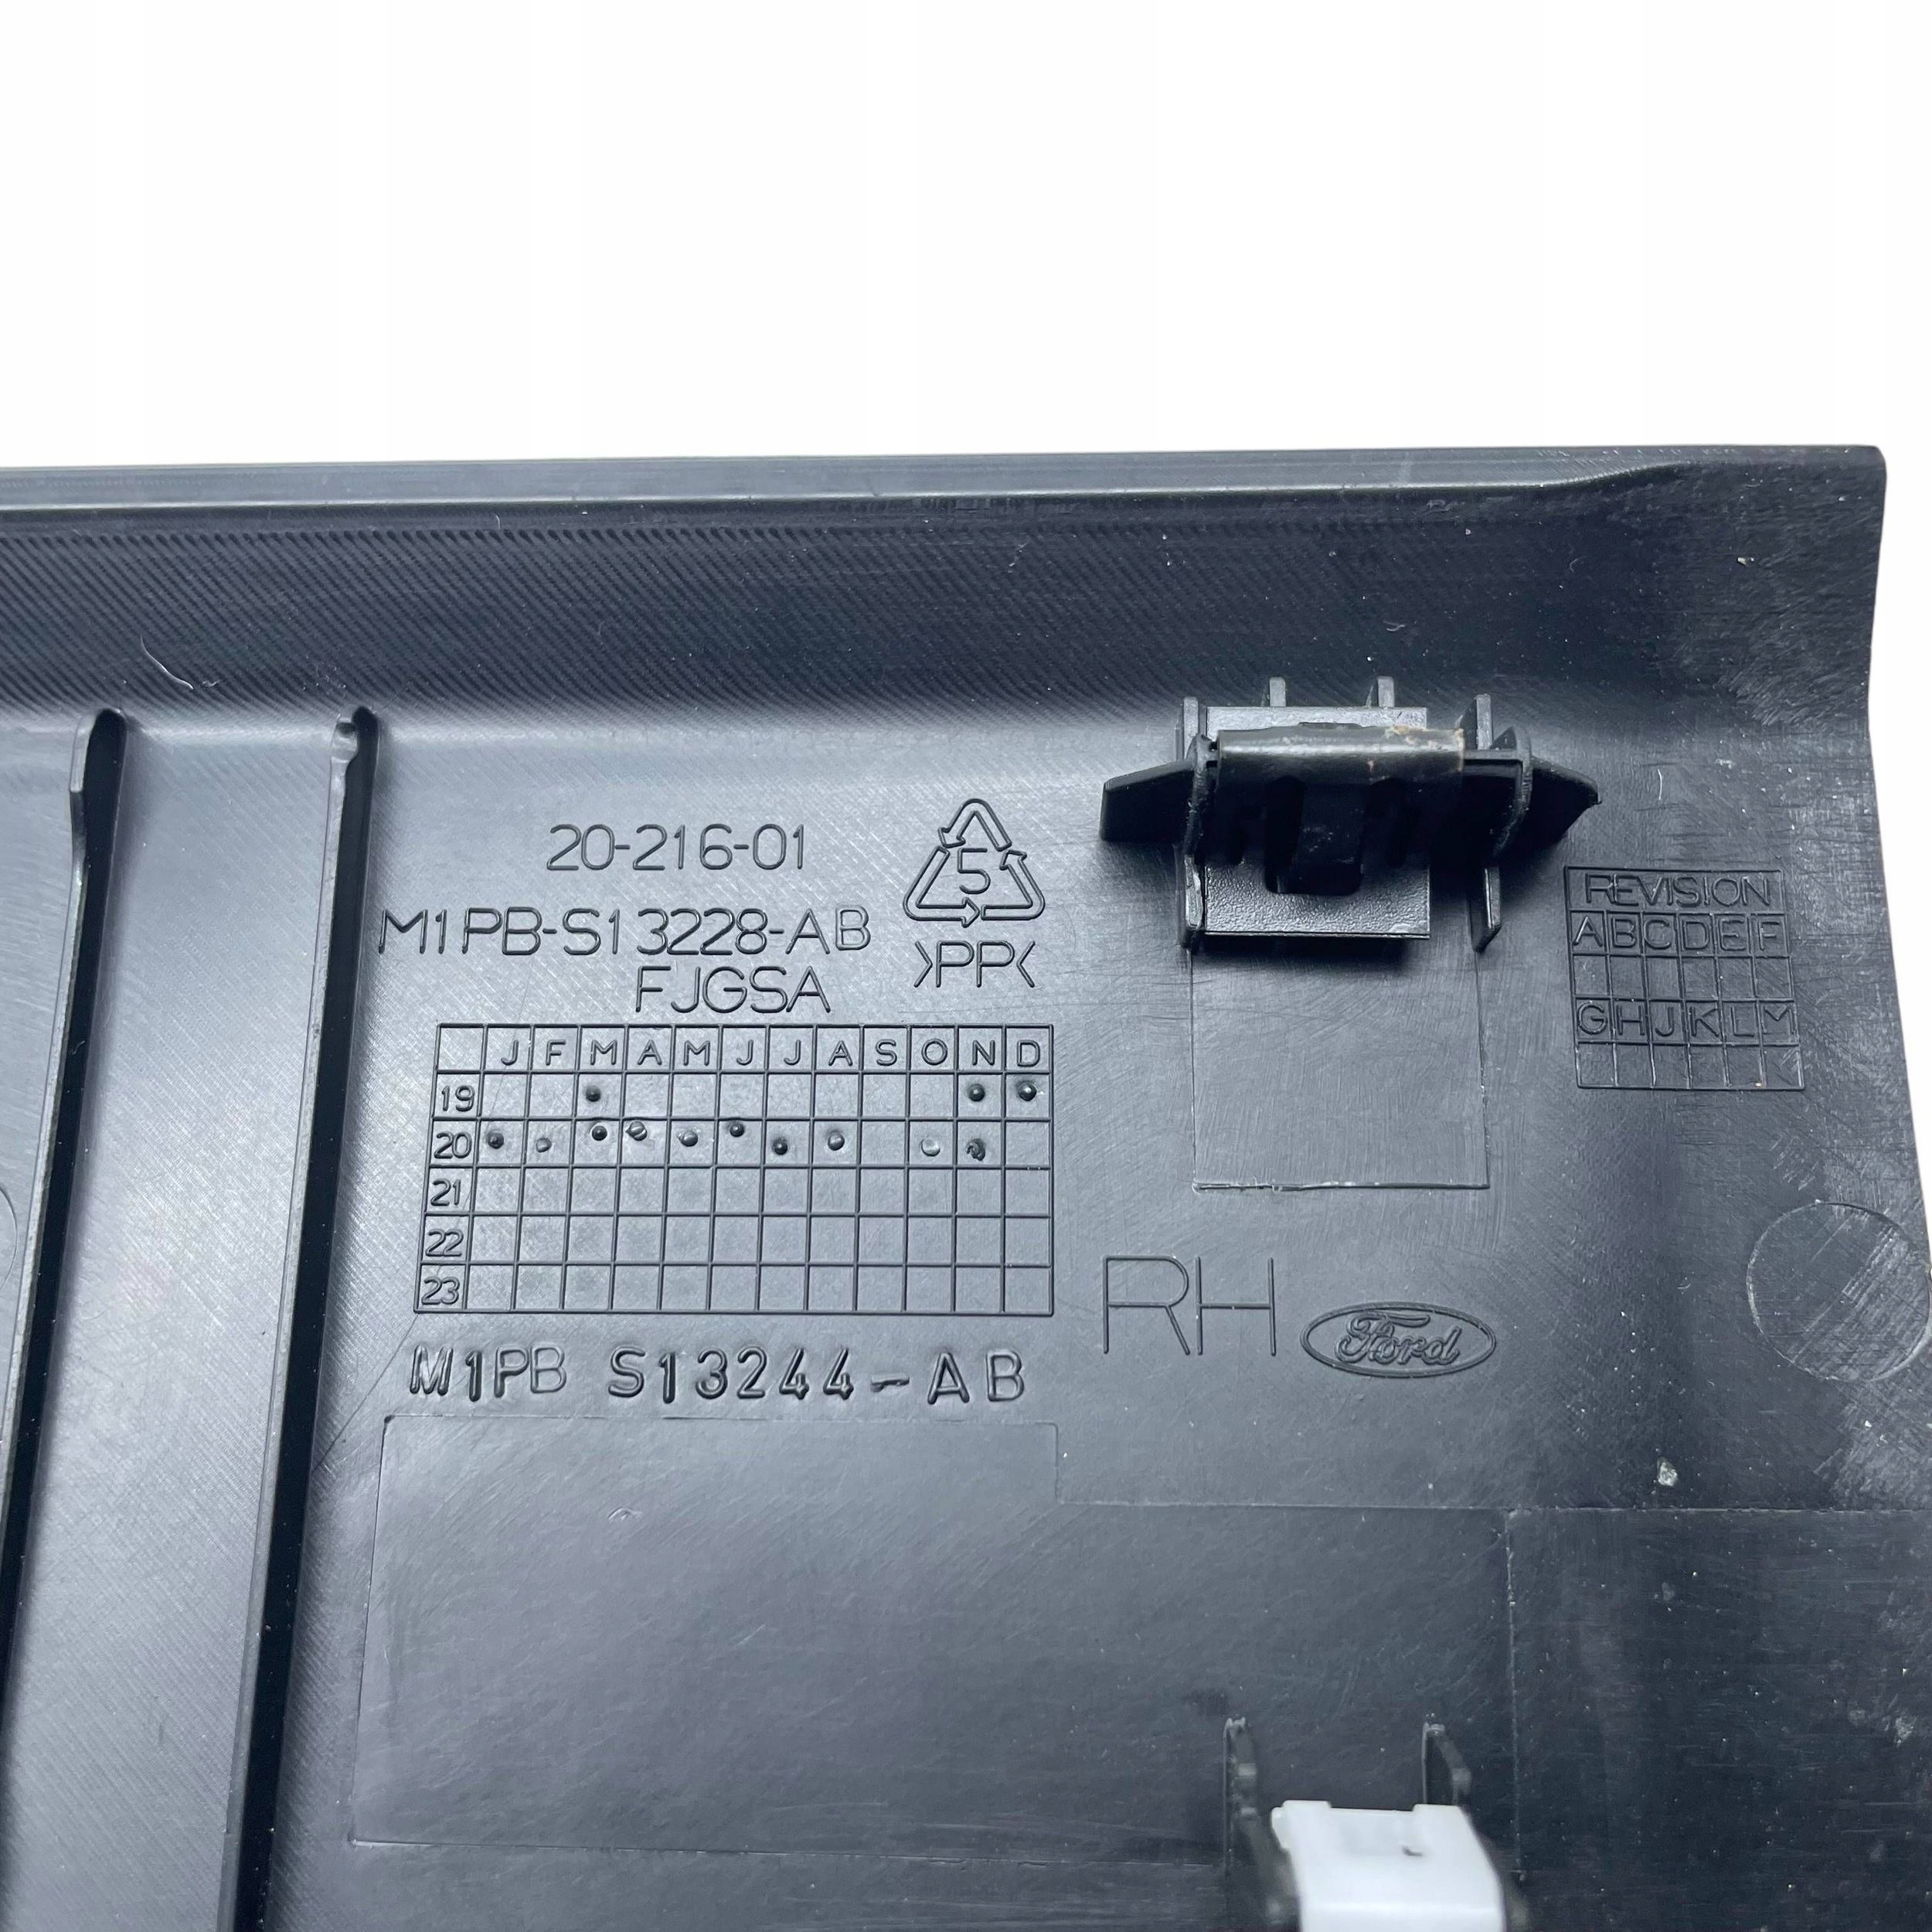 20-216-01
5
M1PB-S13228-AB
>PP<
FJGSA
REVISION
A B C D E F
G H J K L M
J F M A M J J A S O N D
19
20
21
22
23
RH
Ford
M1PB S13244-AB